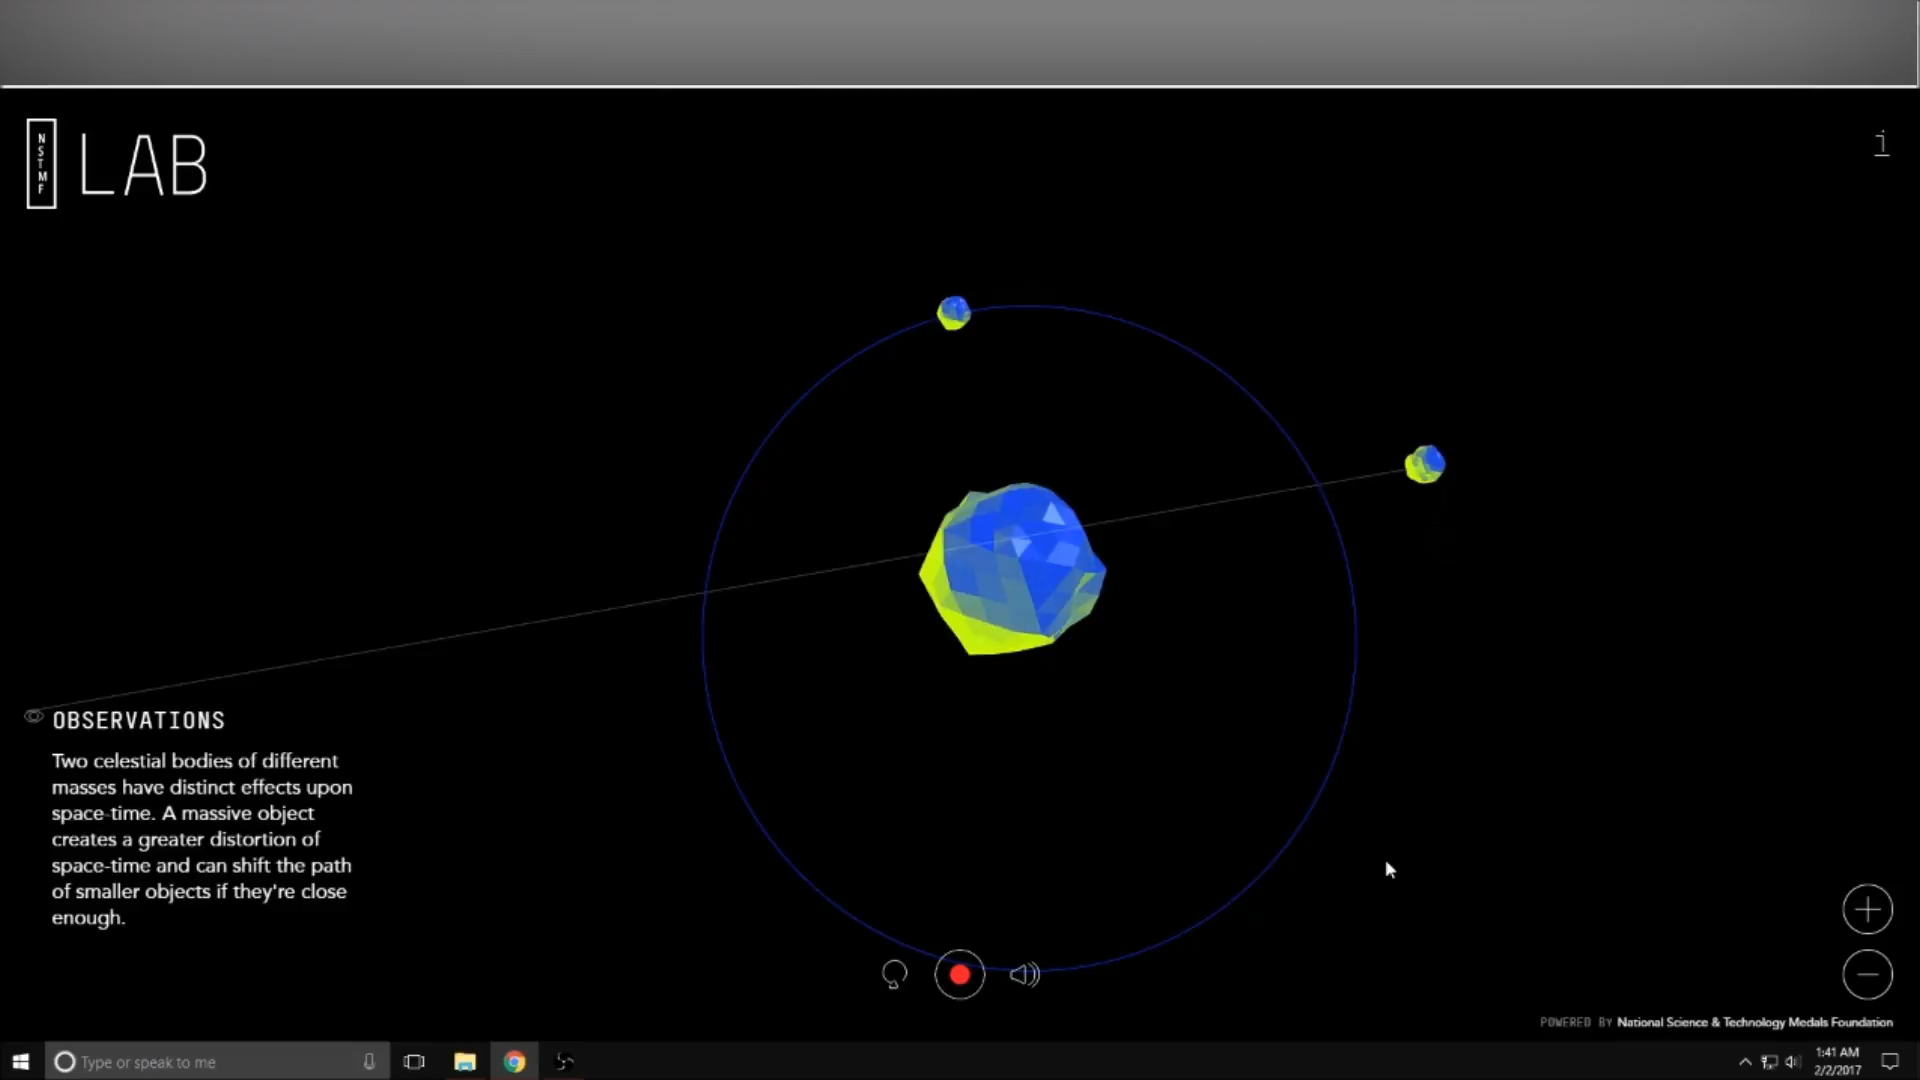 NSTMF
LAB
i
OBSERVATIONS
Two celestial bodies of different
masses have distinct effects upon
space-time. A massive object
creates a greater distortion of
space-time and can shift the path
of smaller objects if they're close
enough.
POWERED BY National Science & Technology Medals Foundation
Type or speak to me
1:41 AM
2/2/2017